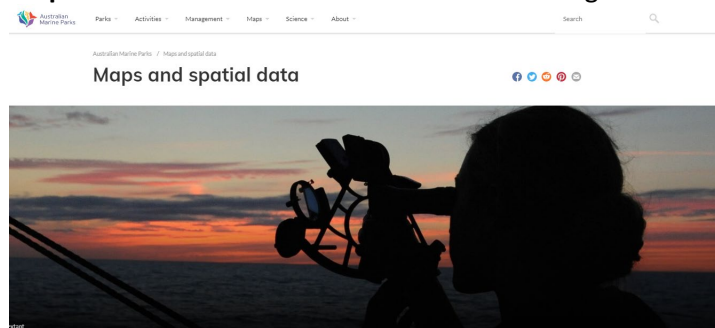 Australian
Marine Parks
Parks Activities Management Maps Science About Search
Australian Marine Parks / Maps and spatial data
Maps and spatial data